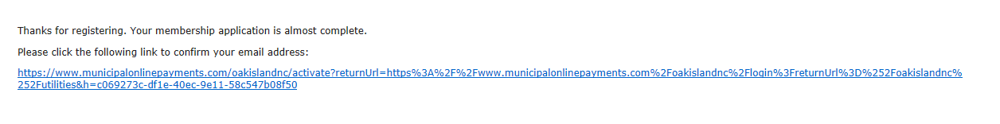 Thanks for registering. Your membership application is almost complete.
Please click the following link to confirm your email address:
https://www.municipalonlinepayments.com/oakislandnc/activate?returnUrl=https%3A%2F%2Fwww.municipalonlinepayments.com%2Foakislandnc%2Flogin%3FreturnUrl%3D%252Foakislandnc%
252Futilities&h=c069273c-df1e-40ec-9e11-58c547b08f50